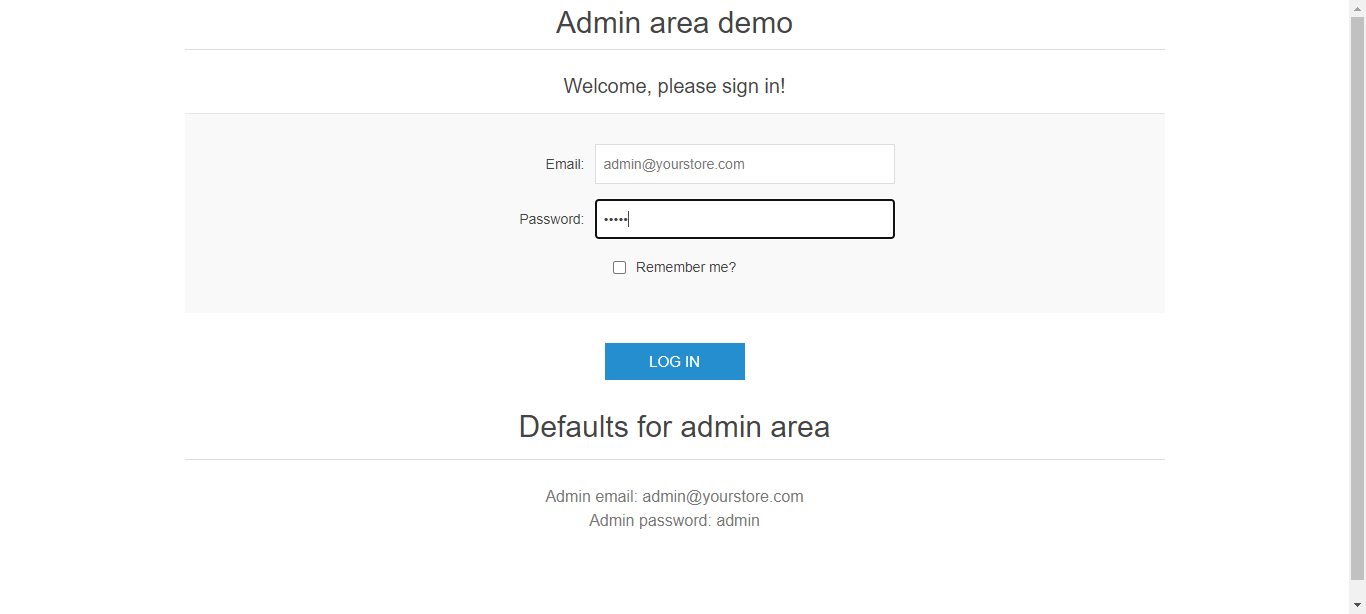 Admin area demo
Welcome, please sign in!
Email: admin@yourstore.com
Password: •••••
Remember me?
LOG IN
Defaults for admin area
Admin email: admin@yourstore.com
Admin password: admin